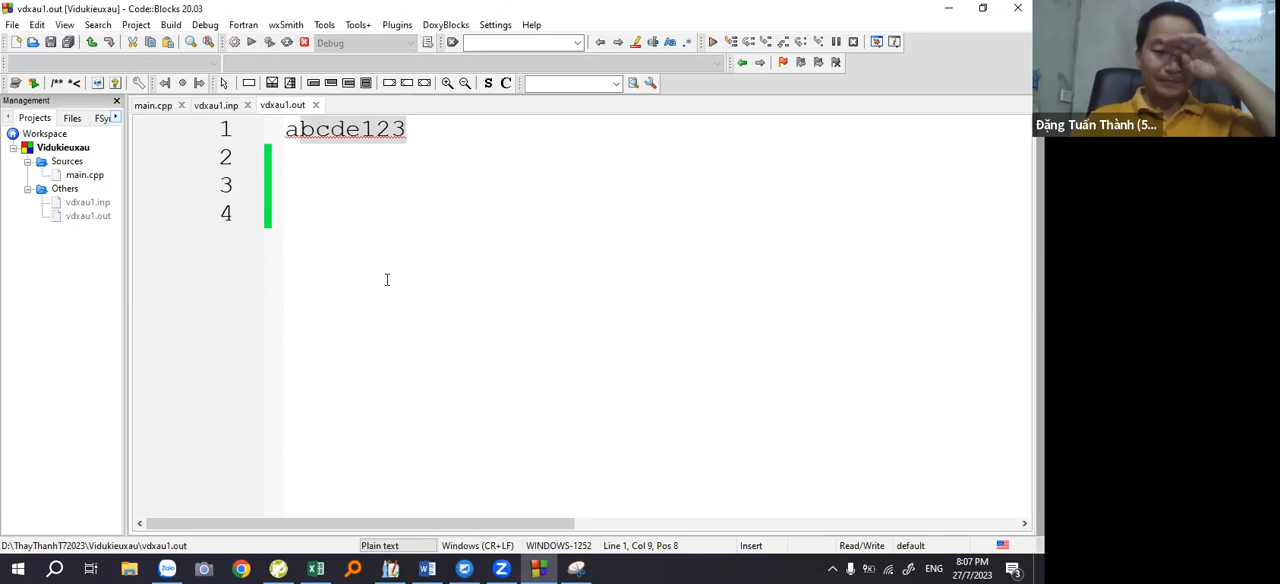 vdxau1.out [Vidukieuxau] - Code::Blocks 20.03
File Edit View Search Project Build Debug Fortran wxSmith Tools Tools+ Plugins DoxyBlocks Settings Help
Debug
/** *<
S C
Management
Projects Files FSy
main.cpp vdxau1.inp vdxau1.out
Workspace
Vidukieuxau
Sources
main.cpp
Others
vdxau1.inp
vdxau1.out
1 abcde123
2
3
4
Đặng Tuấn Thành (5...
D:\ThayThanhT72023\Vidukieuxau\vdxau1.out Plain text Windows (CR+LF) WINDOWS-1252 Line 1, Col 9, Pos 8 Insert Read/Write default
Zalo
ENG
8:07 PM
27/7/2023
3